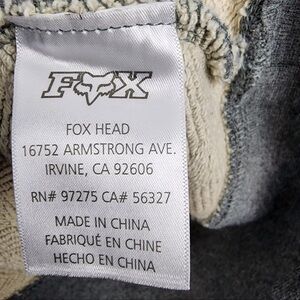 FOX
FOX HEAD
16752 ARMSTRONG AVE.
IRVINE, CA 92606
RN# 97275 CA# 56327
MADE IN CHINA
FABRIQUÉ EN CHINE
HECHO EN CHINA